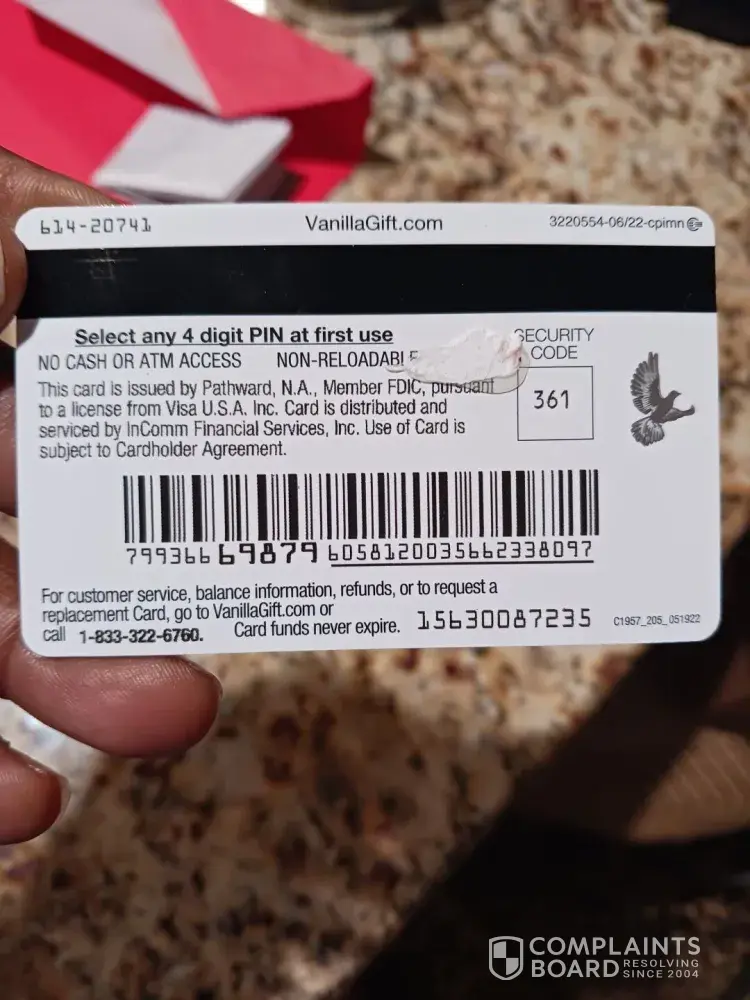 614-20741 VanillaGift.com 3220554-06/22-cpimn
Select any 4 digit PIN at first use
NO CASH OR ATM ACCESS NON-RELOADABLE
SECURITY
CODE
361
This card is issued by Pathward, N.A., Member FDIC, pursuant
to a license from Visa U.S.A. Inc. Card is distributed and
serviced by InComm Financial Services, Inc. Use of Card is
subject to Cardholder Agreement.
799366 69879 6058120035662338097
For customer service, balance information, refunds, or to request a
replacement Card, go to VanillaGift.com or
call 1-833-322-6760. Card funds never expire. 15630087235 C1957_205_051922
COMPLAINTS
BOARD RESOLVING
SINCE 2004